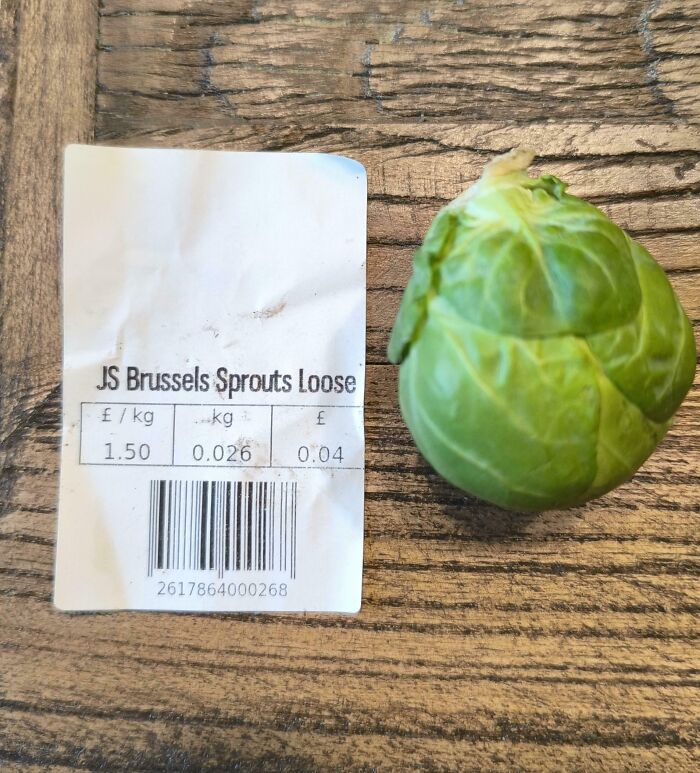 JS Brussels Sprouts Loose
£ / kg kg £
1.50 0.026 0.04
2617864000268